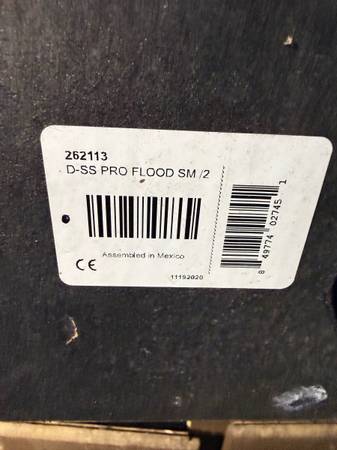 262113
D-SS PRO FLOOD SM /2
Assembled in Mexico
CE
11192020
8 49774 02745 1